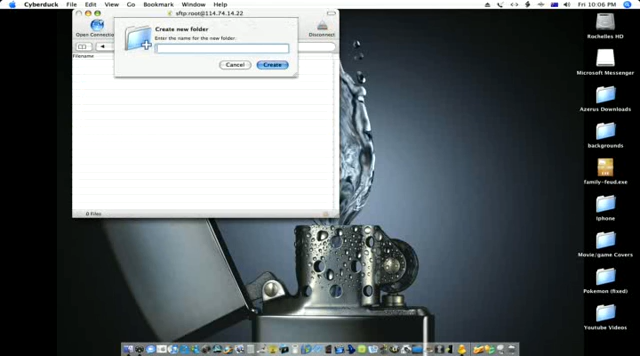 Cyberduck File Edit View Go Bookmark Window Help
Fri 10:06 PM
sftp:root@114.74.14.22
Open Connection
Disconnect
Create new folder
Enter the name for the new folder:
Cancel
Create
Filename
0 Files
Rochelles HD
Microsoft Messenger
Azerus Downloads
backgrounds
family-feud.exe
Iphone
Movie/game Covers
Pokemon (fixed)
Youtube Videos